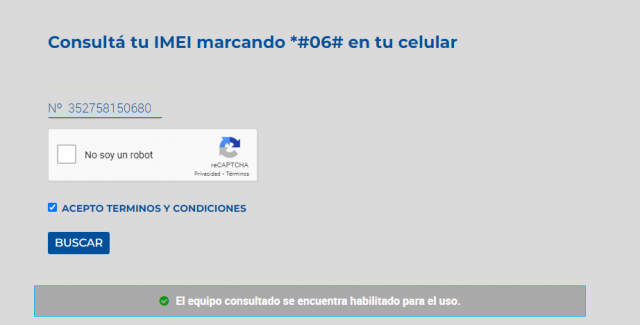 Consultá tu IMEI marcando *#06# en tu celular
Nº 352758150680
No soy un robot
reCAPTCHA
Privacidad - Términos
ACEPTO TERMINOS Y CONDICIONES
BUSCAR
El equipo consultado se encuentra habilitado para el uso.